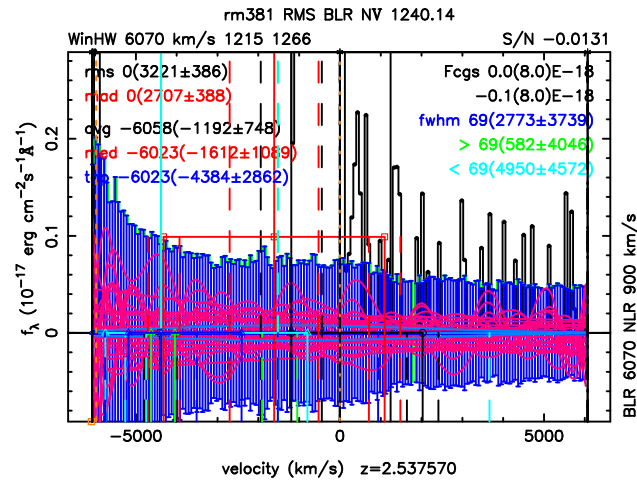 rm381 RMS BLR NV 1240.14
WinHW 6070 km/s 1215 1266
S/N -0.0131
rms 0(3221±386)
mad 0(2707±388)
avg -6058(-1192±748)
med -6023(-1612±1089)
-6023(-4384±2862)
Fcgs 0.0(8.0)E-18
-0.1(8.0)E-18
fwhm 69(2773±3739)
> 69(582±4046)
< 69(4950±4572)
0.2
0.1
0
fλ (10⁻¹⁷ erg cm⁻²s⁻¹Å⁻¹)
-5000
0
5000
velocity (km/s) z=2.537570
BLR 6070 NLR 900 km/s